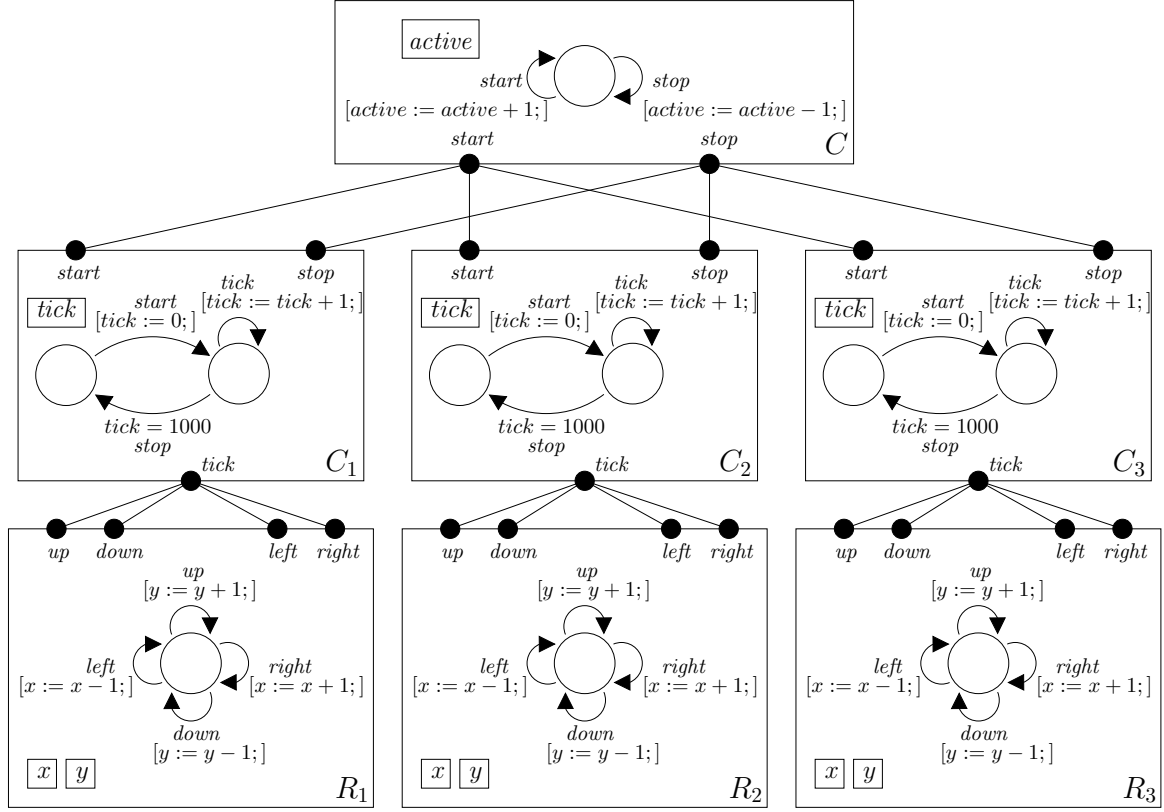 active
start
stop
[active := active + 1;]
[active := active − 1;]
start
stop
C
start
stop
start
stop
start
stop
tick
tick
start
[tick := 0;]
[tick := tick + 1;]
tick
tick
start
[tick := 0;]
[tick := tick + 1;]
tick
tick
start
[tick := 0;]
[tick := tick + 1;]
tick = 1000
stop
tick = 1000
stop
tick = 1000
stop
tick
C₁
tick
C₂
tick
C₃
up
down
left
right
up
down
left
right
up
down
left
right
up
[y := y + 1;]
left
[x := x − 1;]
right
[x := x + 1;]
down
[y := y − 1;]
x
y
R₁
up
[y := y + 1;]
left
[x := x − 1;]
right
[x := x + 1;]
down
[y := y − 1;]
x
y
R₂
up
[y := y + 1;]
left
[x := x − 1;]
right
[x := x + 1;]
down
[y := y − 1;]
x
y
R₃